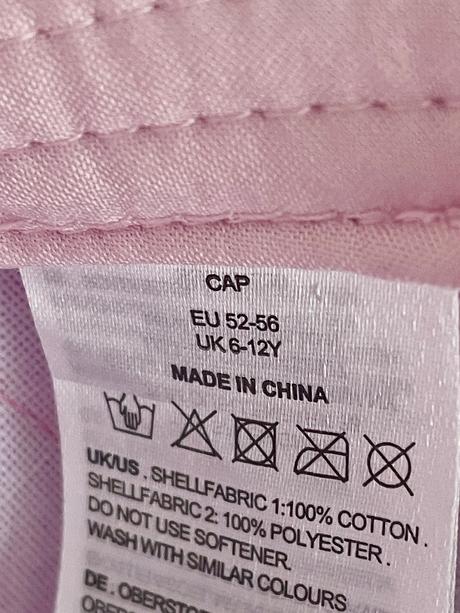 CAP
EU 52-56
UK 6-12Y
MADE IN CHINA
UK/US . SHELLFABRIC 1:100% COTTON .
SHELLFABRIC 2: 100% POLYESTER .
DO NOT USE SOFTENER.
WASH WITH SIMILAR COLOURS
DE . OBERSTOF